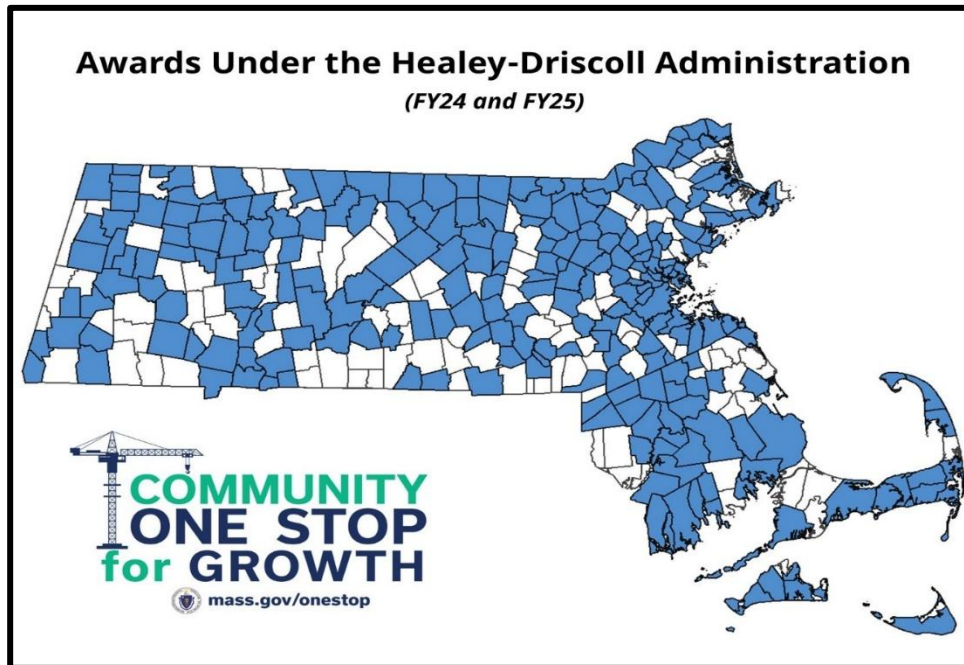 Awards Under the Healey-Driscoll Administration
(FY24 and FY25)
COMMUNITY
ONE STOP
for GROWTH
mass.gov/onestop